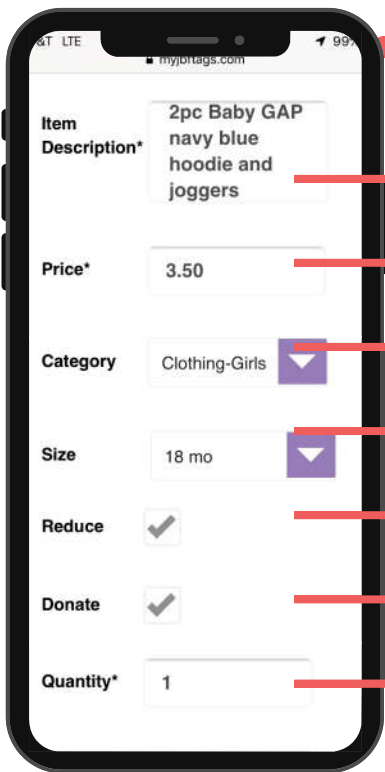 &T LTE 99%
myjbrtags.com
Item Description*
2pc Baby GAP
navy blue
hoodie and
joggers
Price*
3.50
Category
Clothing-Girls
Size
18 mo
Reduce
Donate
Quantity*
1